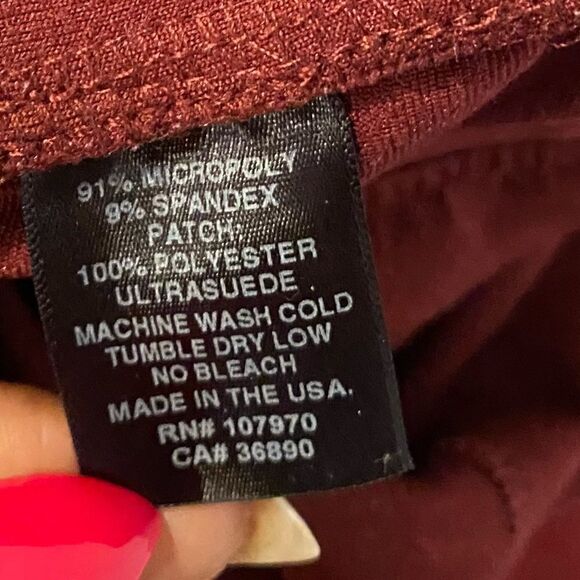 91% MICROPOLY
9% SPANDEX
PATCH:
100% POLYESTER
ULTRASUEDE
MACHINE WASH COLD
TUMBLE DRY LOW
NO BLEACH
MADE IN THE USA.
RN# 107970
CA# 36890